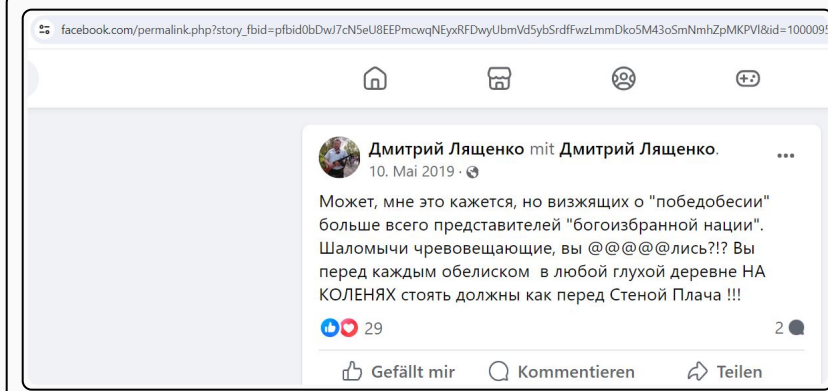 facebook.com/permalink.php?story_fbid=pfbid0bDwJ7cN5eU8EEPmcwqNEyxRFDwyUbmVd5ybSrdfFwzLmmDko5M43oSmNmhZpMKPVl&id=1000095
Дмитрий Лященко mit Дмитрий Лященко.
10. Mai 2019 ·
Может, мне это кажется, но визжящих о "победобесии"
больше всего представителей "богоизбранной нации".
Шаломычи чревовещающие, вы @@@@@лись?!? Вы
перед каждым обелиском в любой глухой деревне НА
КОЛЕНЯХ стоять должны как перед Стеной Плача !!!
29
2
Gefällt mir Kommentieren Teilen